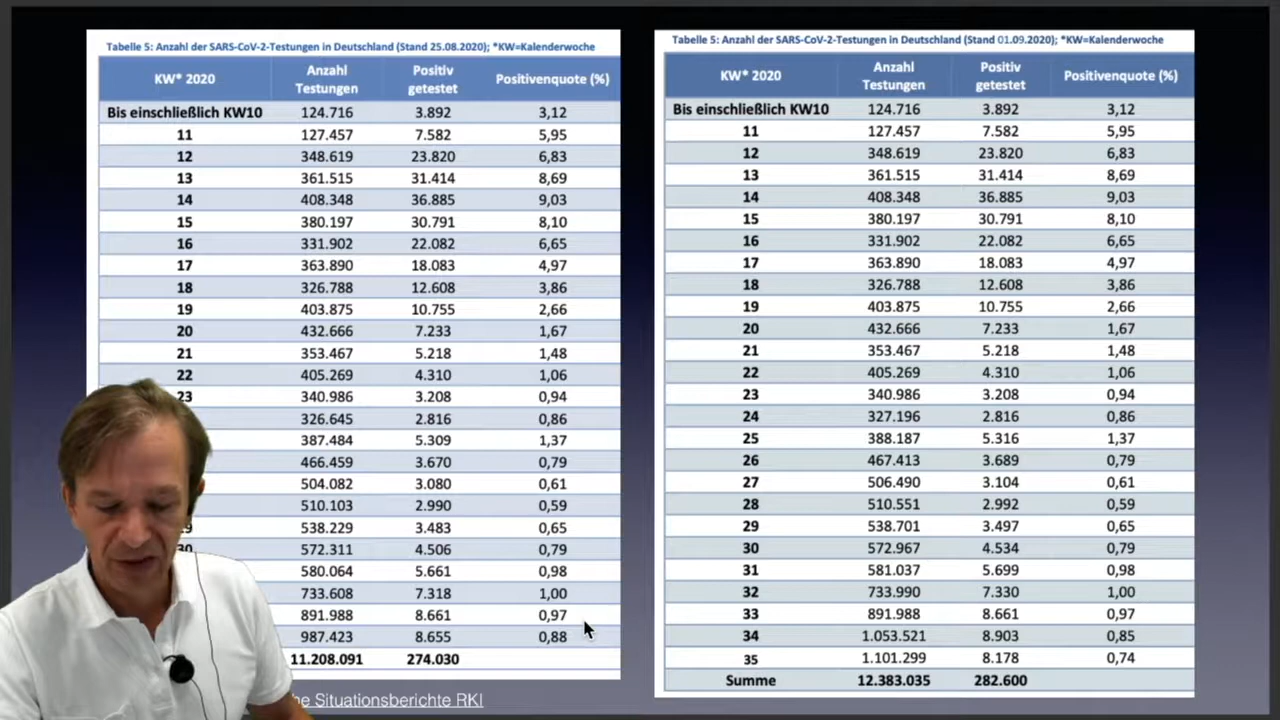 Tabelle 5: Anzahl der SARS-CoV-2-Testungen in Deutschland (Stand 25.08.2020); *KW=Kalenderwoche
KW* 2020 Anzahl Testungen Positiv getestet Positivenquote (%)
Bis einschließlich KW10 124.716 3.892 3,12
11 127.457 7.582 5,95
12 348.619 23.820 6,83
13 361.515 31.414 8,69
14 408.348 36.885 9,03
15 380.197 30.791 8,10
16 331.902 22.082 6,65
17 363.890 18.083 4,97
18 326.788 12.608 3,86
19 403.875 10.755 2,66
20 432.666 7.233 1,67
21 353.467 5.218 1,48
22 405.269 4.310 1,06
23 340.986 3.208 0,94
326.645 2.816 0,86
387.484 5.309 1,37
466.459 3.670 0,79
504.082 3.080 0,61
510.103 2.990 0,59
9 538.229 3.483 0,65
30 572.311 4.506 0,79
580.064 5.661 0,98
733.608 7.318 1,00
891.988 8.661 0,97
987.423 8.655 0,88
11.208.091 274.030
he Situationsberichte RKI
Tabelle 5: Anzahl der SARS-CoV-2-Testungen in Deutschland (Stand 01.09.2020); *KW=Kalenderwoche
KW* 2020 Anzahl Testungen Positiv getestet Positivenquote (%)
Bis einschließlich KW10 124.716 3.892 3,12
11 127.457 7.582 5,95
12 348.619 23.820 6,83
13 361.515 31.414 8,69
14 408.348 36.885 9,03
15 380.197 30.791 8,10
16 331.902 22.082 6,65
17 363.890 18.083 4,97
18 326.788 12.608 3,86
19 403.875 10.755 2,66
20 432.666 7.233 1,67
21 353.467 5.218 1,48
22 405.269 4.310 1,06
23 340.986 3.208 0,94
24 327.196 2.816 0,86
25 388.187 5.316 1,37
26 467.413 3.689 0,79
27 506.490 3.104 0,61
28 510.551 2.992 0,59
29 538.701 3.497 0,65
30 572.967 4.534 0,79
31 581.037 5.699 0,98
32 733.990 7.330 1,00
33 891.988 8.661 0,97
34 1.053.521 8.903 0,85
35 1.101.299 8.178 0,74
Summe 12.383.035 282.600